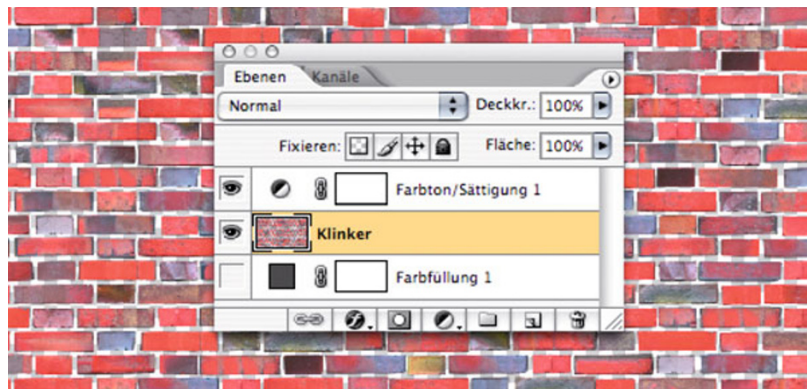 Ebenen Kanäle
Normal Deckkr.: 100%
Fixieren: Fläche: 100%
Farbton/Sättigung 1
Klinker
Farbfüllung 1